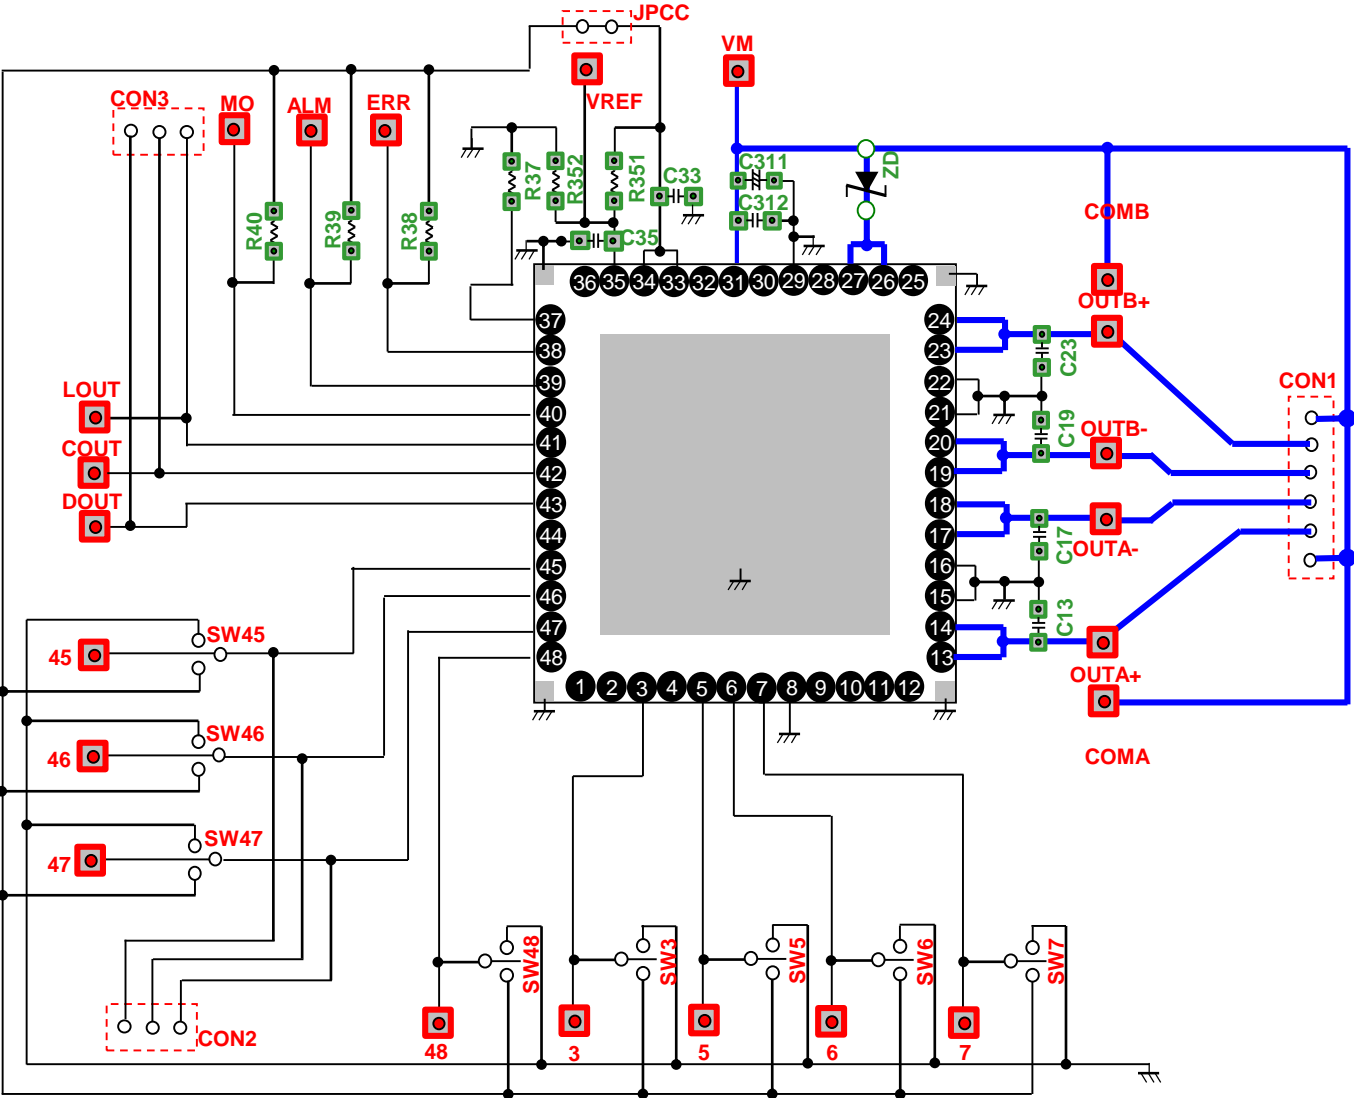 JPCC
VM
CON3
MO
ALM
ERR
VREF
C311
ZD
R37
R352
R351
C33
C312
COMB
R40
R39
R38
C35
36 35 34 33 32 31 30 29 28 27 26 25
OUTB+
37
24
38
23
C23
39
22
CON1
LOUT
40
21
C19
OUTB-
COUT
41
20
42
19
DOUT
43
18
44
17
C17
OUTA-
45
16
46
15
C13
47
14
48
13
SW45
45
OUTA+
1 2 3 4 5 6 7 8 9 10 11 12
SW46
46
COMA
SW47
47
SW48
SW3
SW5
SW6
SW7
CON2
48
3
5
6
7